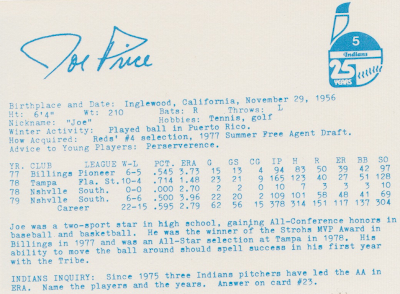 Joe Price
5
Indians
25
YEARS
Birthplace and Date: Inglewood, California, November 29, 1956
Ht: 6'4" Wt: 210 Bats: R Throws: L
Nickname: "Joe" Hobbies: Tennis, golf
Winter Activity: Played ball in Puerto Rico.
How Acquired: Reds' #4 selection, 1977 Summer Free Agent Draft.
Advice to Young Players: Perserverence.
YR. CLUB LEAGUE W-L PCT. ERA G GS CG IP H R ER BB SO
77 Billings Pioneer 6-5 .545 3.73 15 13 4 94 83 50 39 42 97
78 Tampa Fla. St. 10-4 .714 1.48 23 21 9 165 123 40 28 51 128
78 Nshvlle South. 0-0 .000 2.70 2 2 0 10 7 3 3 3 10
79 Nshvlle South. 6-6 .500 3.96 22 20 2 109 101 58 48 41 69
Career 22-15 .595 2.79 62 56 15 378 314 151 117 137 304
Joe was a two-sport star in high school, gaining All-Conference honors in
baseball and basketball. He was the winner of the Strohs MVP Award in
Billings in 1977 and was an All-Star selection at Tampa in 1978. His
ability to move the ball around should spell success in his first year
with the Tribe.
INDIANS INQUIRY: Since 1975 three Indians pitchers have led the AA in
ERA. Name the players and the years. Answer on card #23.